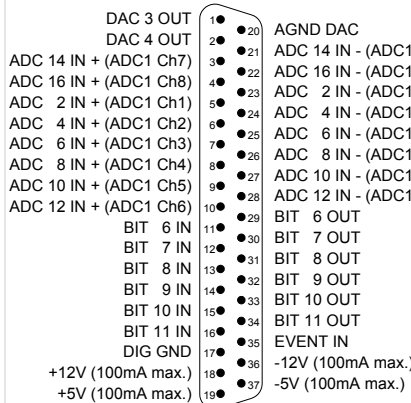 DAC 3 OUT 1
DAC 4 OUT 2
ADC 14 IN + (ADC1 Ch7) 3
ADC 16 IN + (ADC1 Ch8) 4
ADC 2 IN + (ADC1 Ch1) 5
ADC 4 IN + (ADC1 Ch2) 6
ADC 6 IN + (ADC1 Ch3) 7
ADC 8 IN + (ADC1 Ch4) 8
ADC 10 IN + (ADC1 Ch5) 9
ADC 12 IN + (ADC1 Ch6) 10
BIT 6 IN 11
BIT 7 IN 12
BIT 8 IN 13
BIT 9 IN 14
BIT 10 IN 15
BIT 11 IN 16
DIG GND 17
+12V (100mA max.) 18
+5V (100mA max.) 19
20 AGND DAC
21 ADC 14 IN - (ADC1
22 ADC 16 IN - (ADC1
23 ADC 2 IN - (ADC1
24 ADC 4 IN - (ADC1
25 ADC 6 IN - (ADC1
26 ADC 8 IN - (ADC1
27 ADC 10 IN - (ADC1
28 ADC 12 IN - (ADC1
29 BIT 6 OUT
30 BIT 7 OUT
31 BIT 8 OUT
32 BIT 9 OUT
33 BIT 10 OUT
34 BIT 11 OUT
35 EVENT IN
36 -12V (100mA max.)
37 -5V (100mA max.)